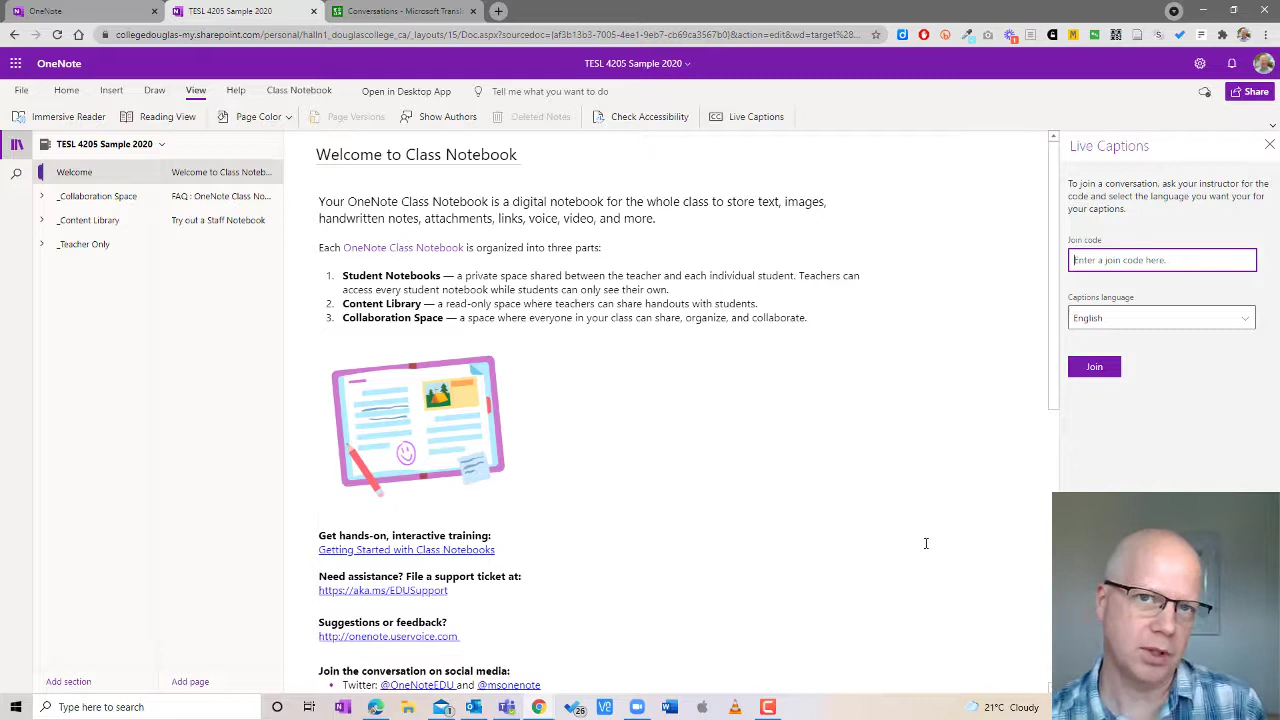 OneNote
TESL 4205 Sample 2020
Conversations - Microsoft Transl
collegedouglas-my.sharepoint.com/personal/halln1_douglascollege_ca/_layouts/15/Doc.aspx?sourcedoc={af3b13b3-7005-4ee1-9eb7-cb69ca3567b0}&action=edit&wd=target%28...
OneNote
TESL 4205 Sample 2020
File Home Insert Draw View Help Class Notebook Open in Desktop App Tell me what you want to do Share
Immersive Reader Reading View Page Color Page Versions Show Authors Deleted Notes Check Accessibility Live Captions
TESL 4205 Sample 2020
Welcome
_Collaboration Space
_Content Library
_Teacher Only
Welcome to Class Noteb...
FAQ : OneNote Class No...
Try out a Staff Notebook
Add section
Add page
Welcome to Class Notebook
Your OneNote Class Notebook is a digital notebook for the whole class to store text, images,
handwritten notes, attachments, links, voice, video, and more.
Each OneNote Class Notebook is organized into three parts:
1. Student Notebooks — a private space shared between the teacher and each individual student. Teachers can
access every student notebook while students can only see their own.
2. Content Library — a read-only space where teachers can share handouts with students.
3. Collaboration Space — a space where everyone in your class can share, organize, and collaborate.
Get hands-on, interactive training:
Getting Started with Class Notebooks
Need assistance? File a support ticket at:
https://aka.ms/EDUSupport
Suggestions or feedback?
http://onenote.uservoice.com
Join the conversation on social media:
• Twitter: @OneNoteEDU and @msonenote
Live Captions
To join a conversation, ask your instructor for the
code and select the language you want your for
your captions.
Join code
Enter a join code here.
Captions language
English
Join
Type here to search
26
21°C Cloudy